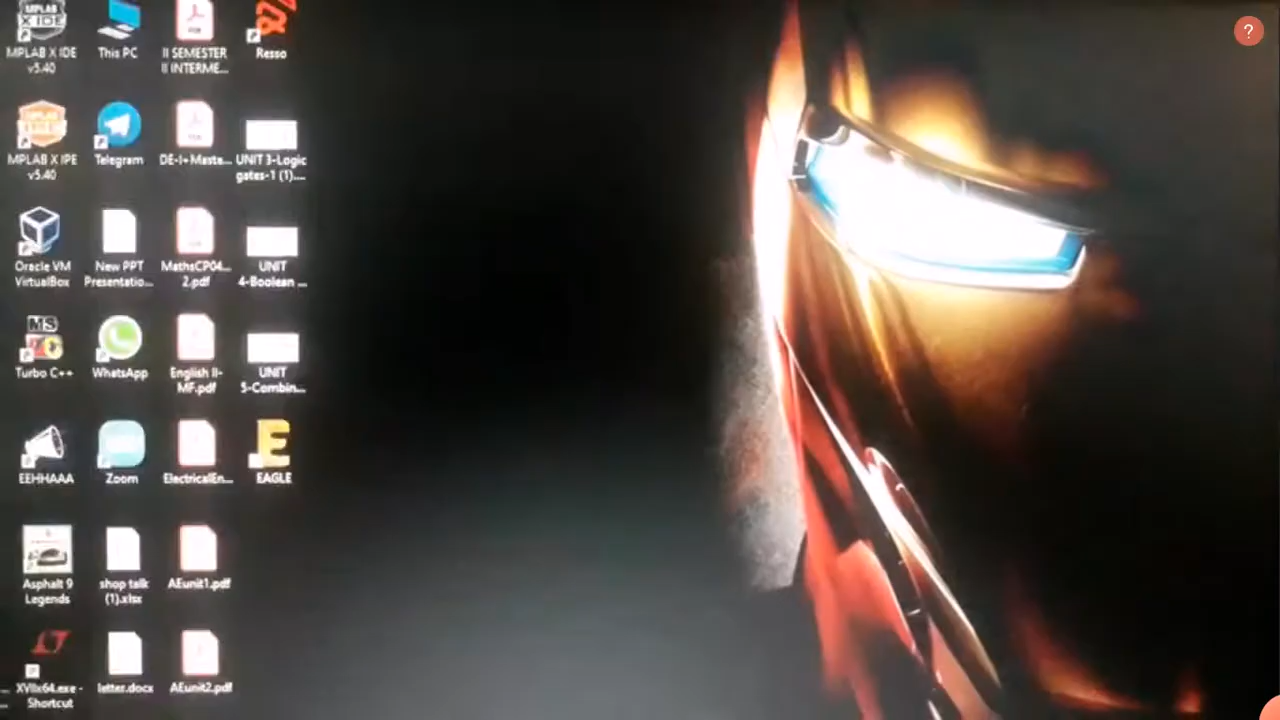 MPLAB
X IDE
MPLAB X IDE
v5.40
This PC
II SEMESTER
II INTERME...
Resso
?
MPLAB X IPE
v5.40
Telegram
DE-I+Maste...
UNIT 3-Logic
gates-1 (1)....
Oracle VM
VirtualBox
New PPT
Presentatio...
MathsCP04...
2.pdf
UNIT
4-Boolean ...
MS
Turbo C++
WhatsApp
English II-
MF.pdf
UNIT
5-Combin...
EEHHAAA
Zoom
ElectricalEn...
E
EAGLE
Asphalt 9
Legends
shop talk
(1).xlsx
AEunit1.pdf
XVIIx64.exe -
Shortcut
letter.docx
AEunit2.pdf